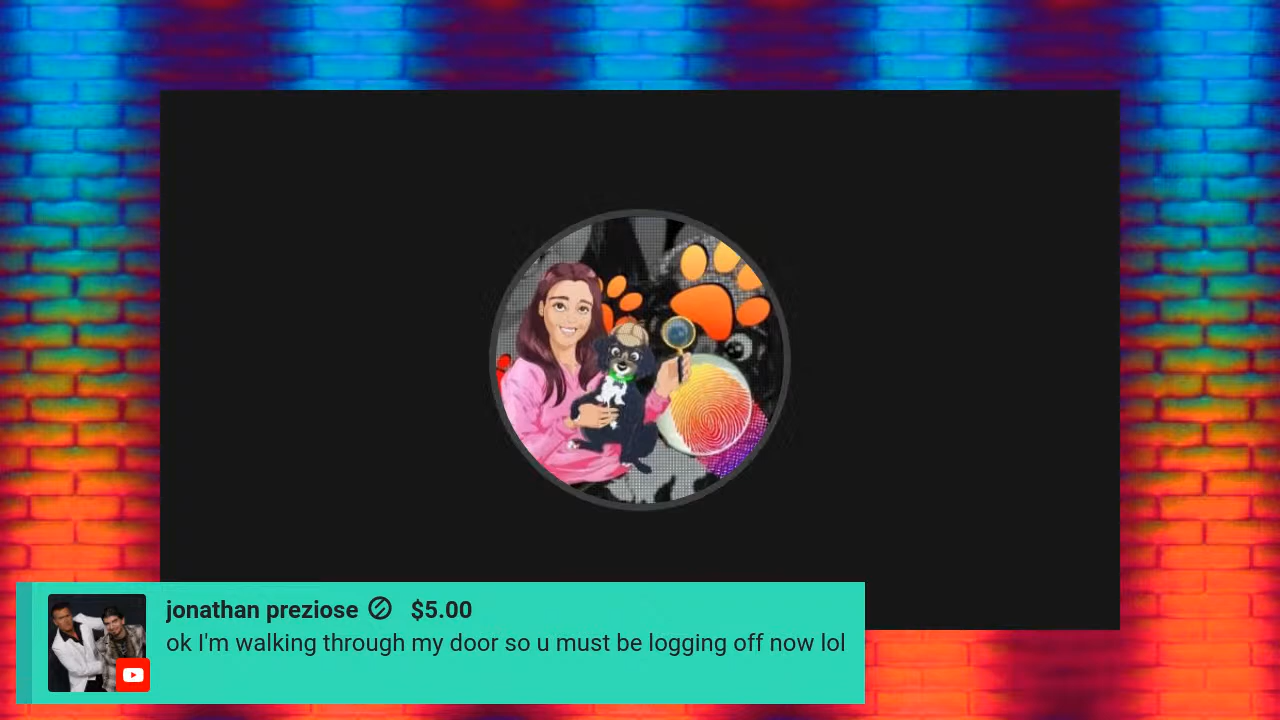 jonathan preziose $5.00
ok I'm walking through my door so u must be logging off now lol